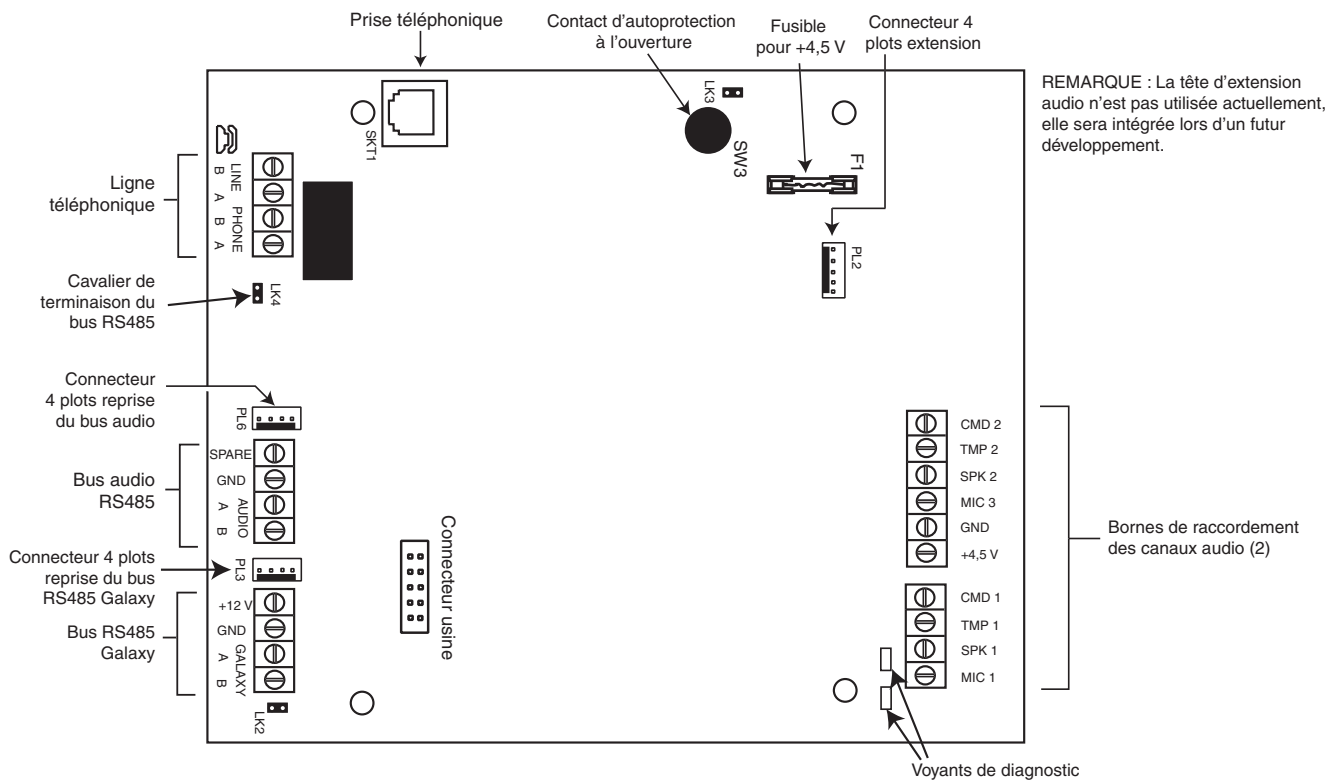 Prise téléphonique
Contact d'autoprotection
à l'ouverture
Fusible
pour +4,5 V
Connecteur 4
plots extension
REMARQUE : La tête d'extension
audio n'est pas utilisée actuellement,
elle sera intégrée lors d'un futur
développement.
SKT1
LK3
SW3
F1
PL2
Ligne
téléphonique
B
A
LINE
B
A
PHONE
Cavalier de
terminaison du
bus RS485
LK4
Connecteur
4 plots reprise
du bus audio
PL6
Bus audio
RS485
SPARE
GND
A
B
AUDIO
Connecteur 4 plots
reprise du bus
RS485 Galaxy
PL3
Bus RS485
Galaxy
+12 V
GND
A
B
GALAXY
LK2
Connecteur usine
CMD 2
TMP 2
SPK 2
MIC 3
GND
+4,5 V
CMD 1
TMP 1
SPK 1
MIC 1
Bornes de raccordement
des canaux audio (2)
Voyants de diagnostic